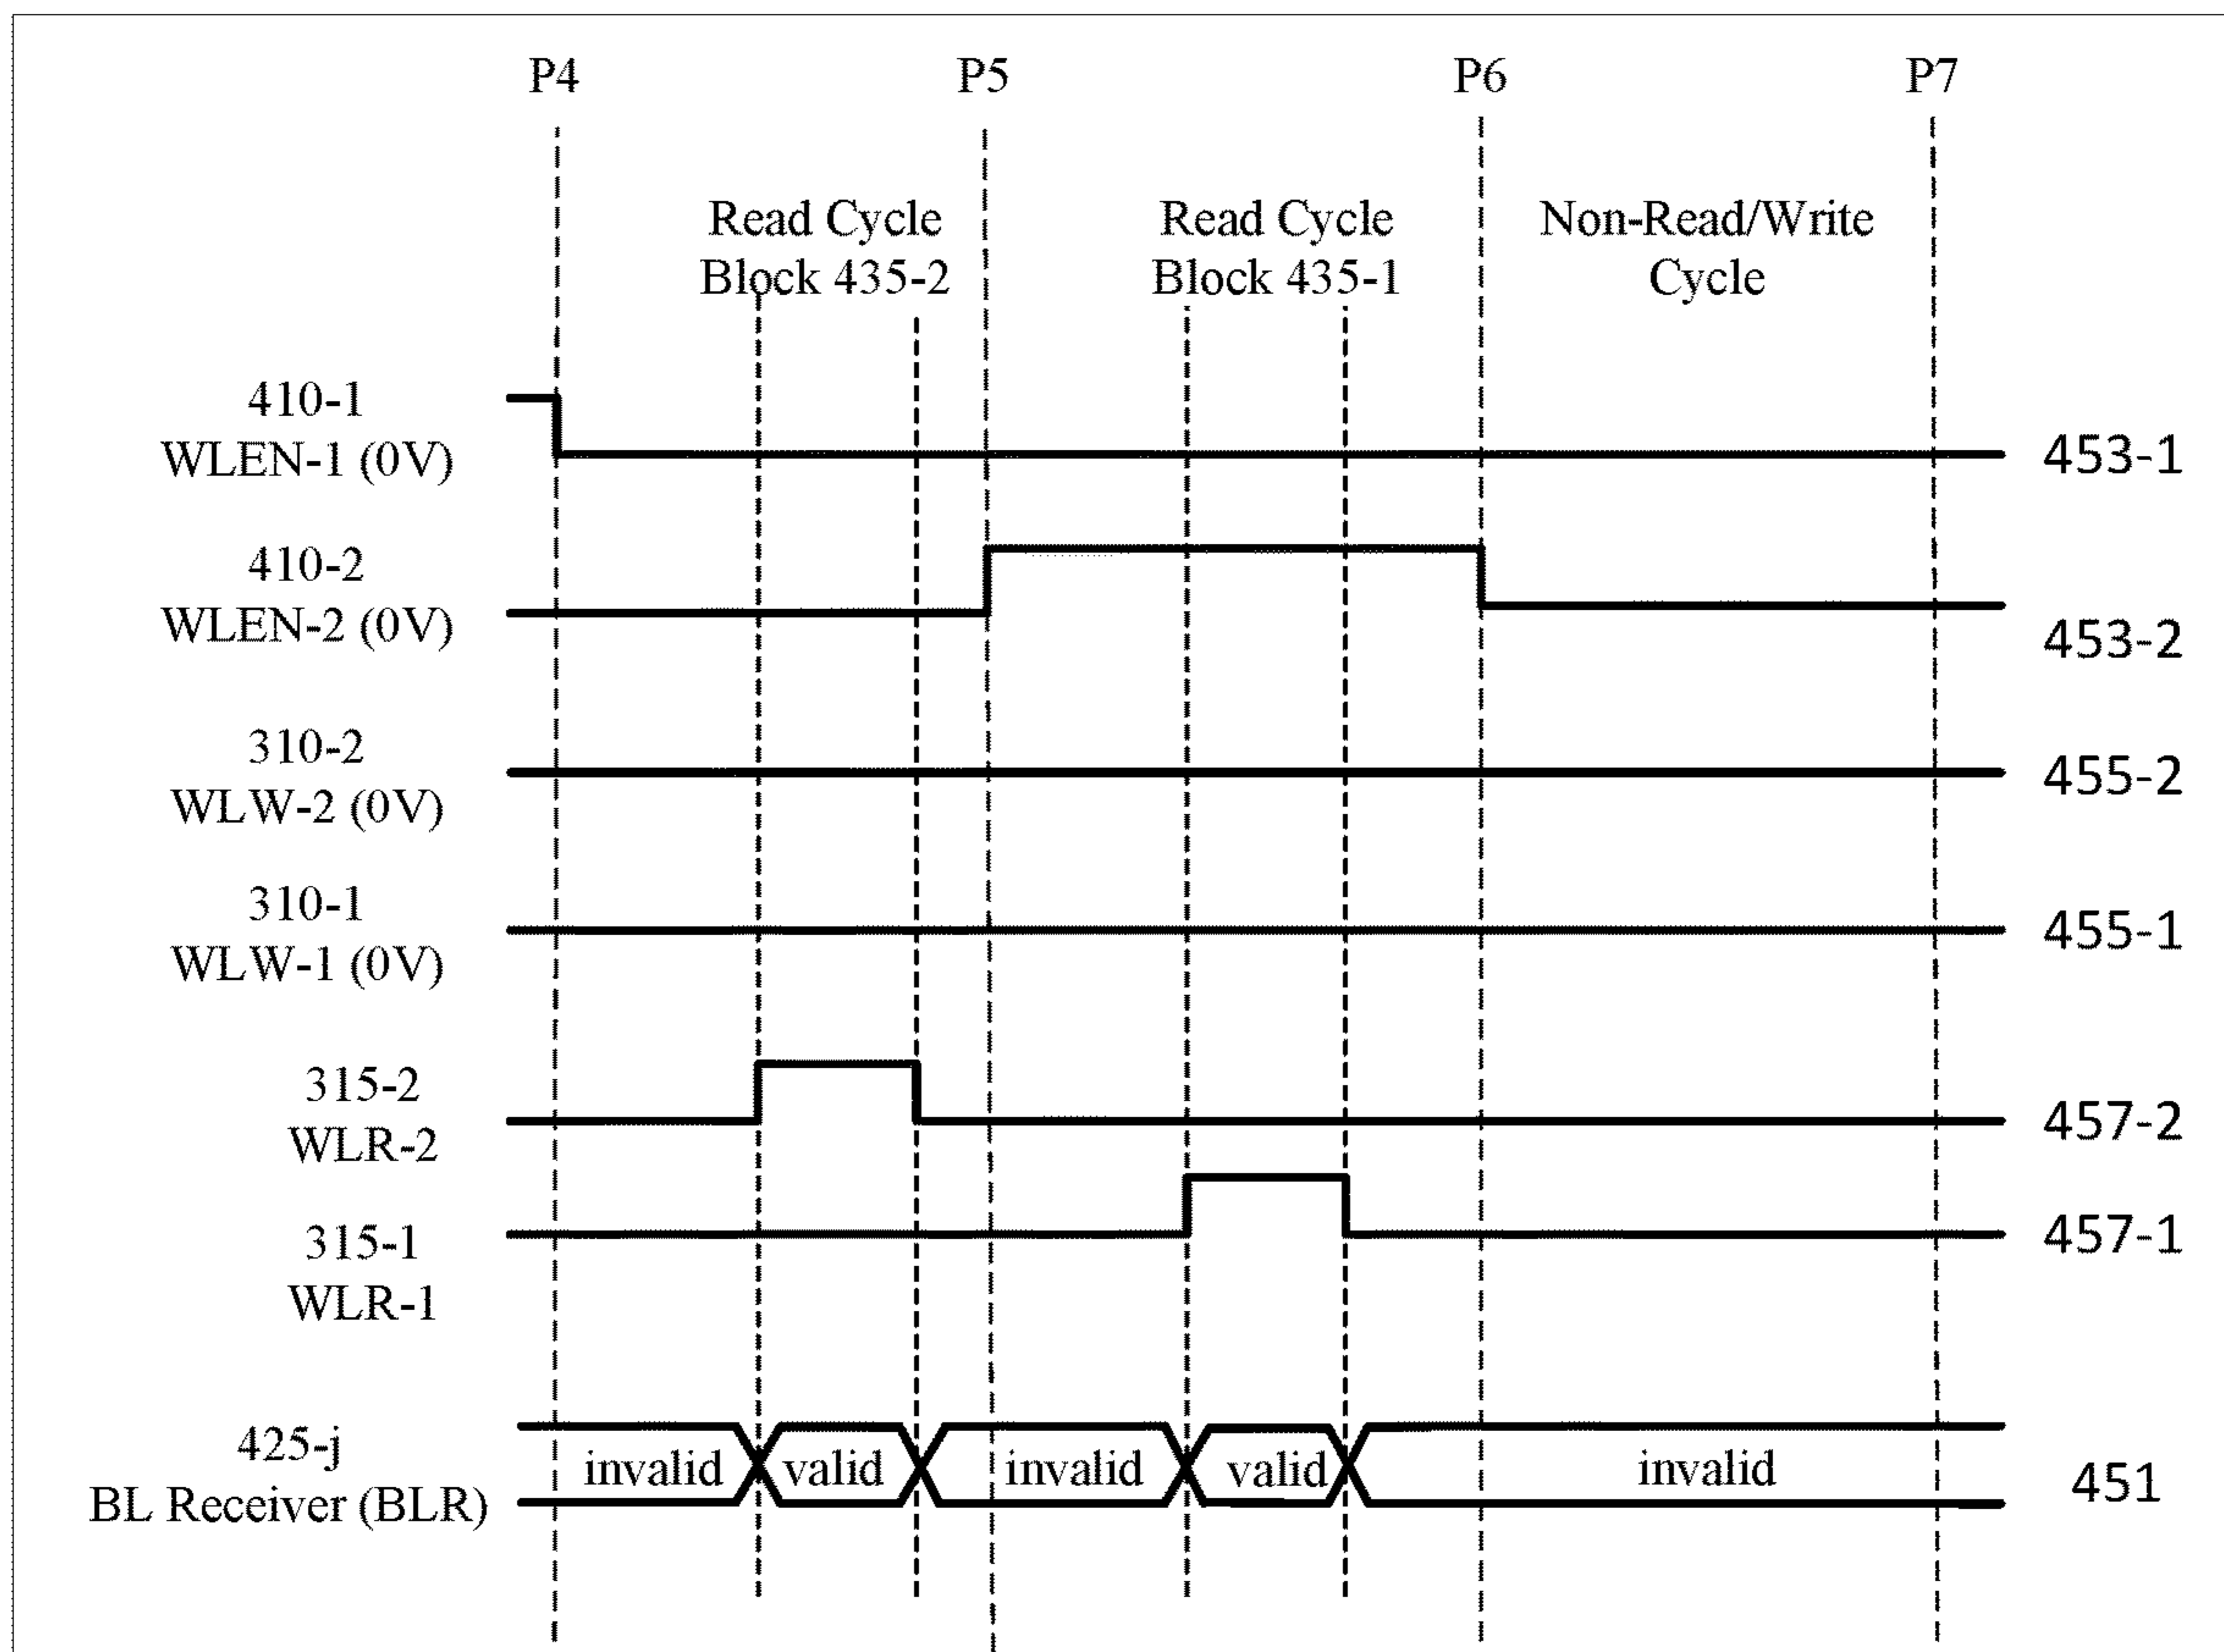 P4 P5 P6 P7
Read Cycle Read Cycle Non-Read/Write
Block 435-2 Block 435-1 Cycle
410-1
WLEN-1 (0V) 453-1
410-2
WLEN-2 (0V) 453-2
310-2
WLW-2 (0V) 455-2
310-1
WLW-1 (0V) 455-1
315-2
WLR-2 457-2
315-1
WLR-1 457-1
425-j
BL Receiver (BLR) invalid valid invalid valid invalid 451